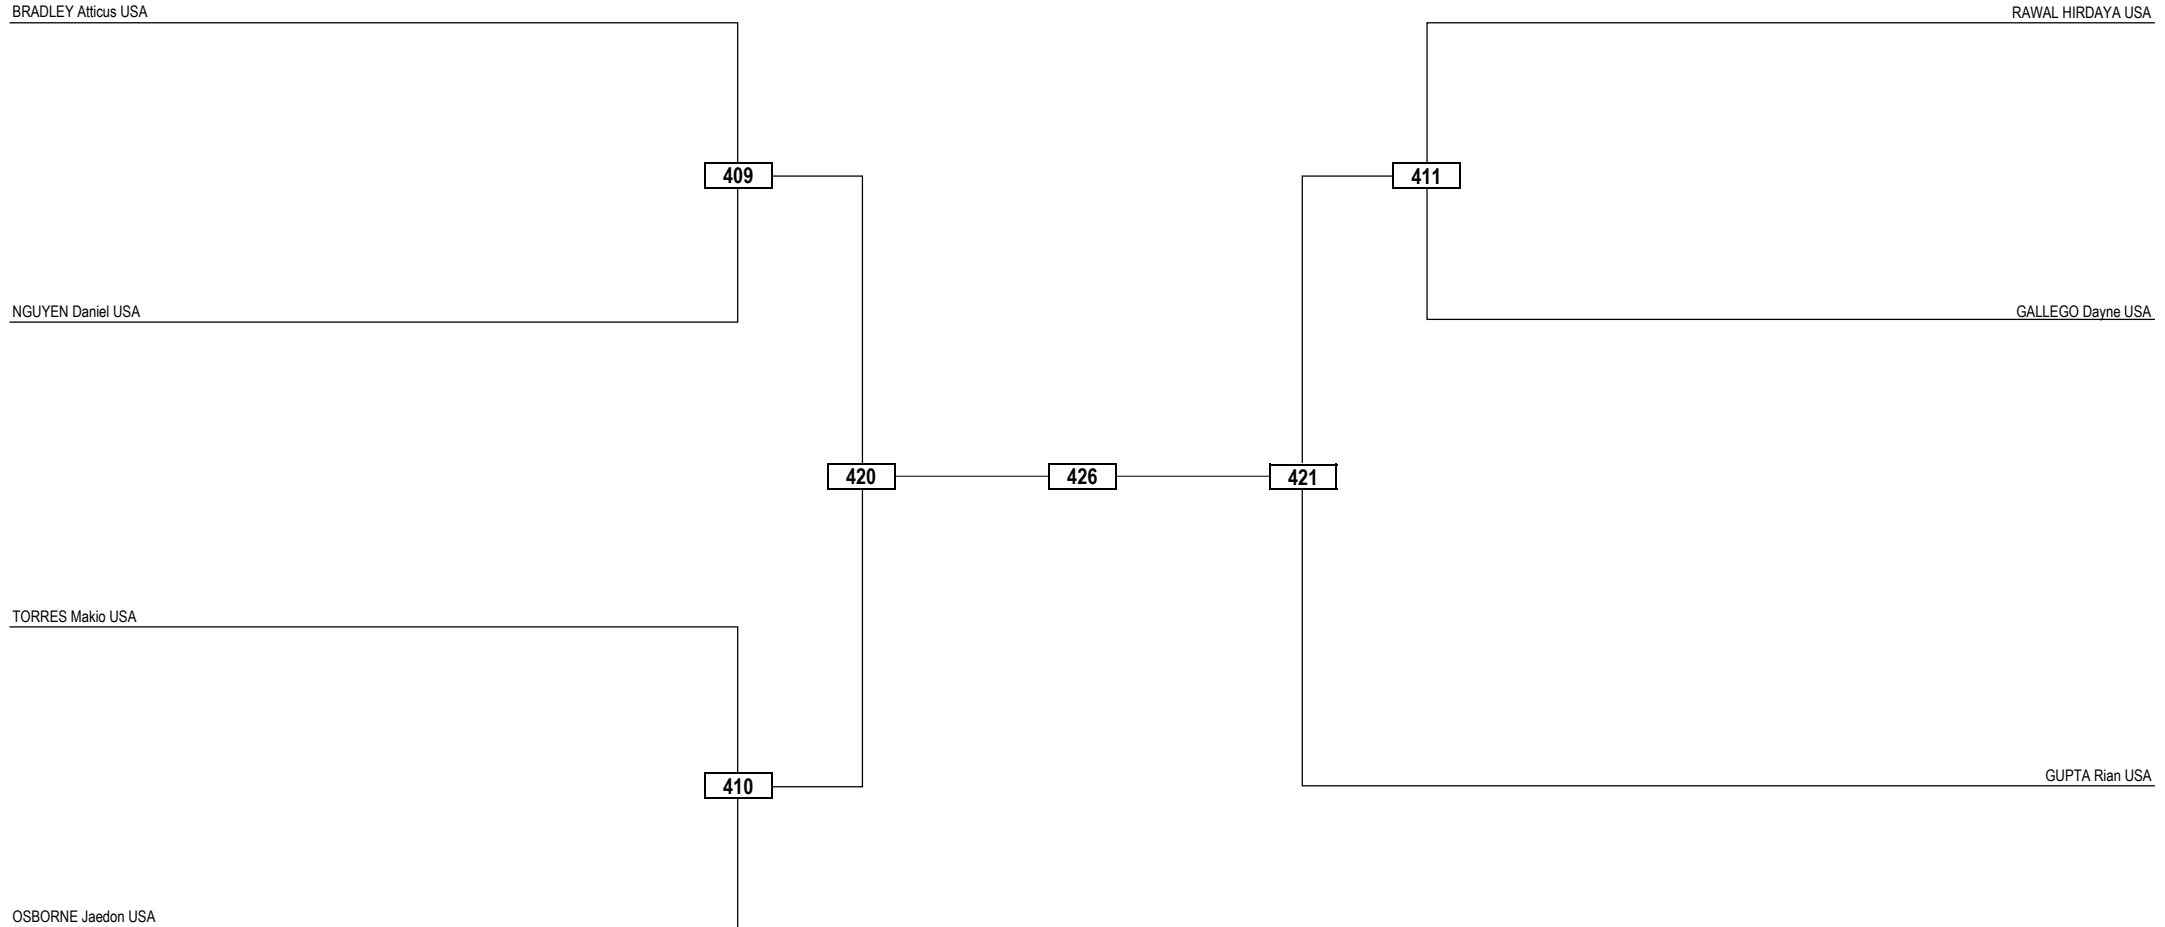 BRADLEY Atticus USA
RAWAL HIRDAYA USA
409
411
NGUYEN Daniel USA
GALLEGO Dayne USA
420
426
421
TORRES Makio USA
GUPTA Rian USA
410
OSBORNE Jaedon USA